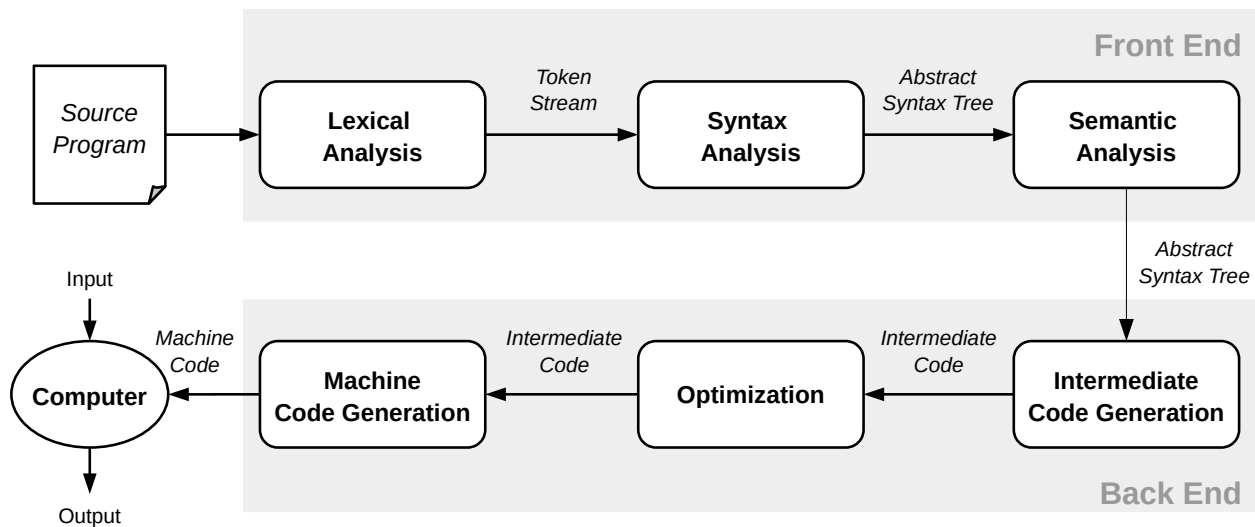 Front End
Source
Program
Lexical
Analysis
Token
Stream
Syntax
Analysis
Abstract
Syntax Tree
Semantic
Analysis
Abstract
Syntax Tree
Intermediate
Code Generation
Intermediate
Code
Optimization
Intermediate
Code
Machine
Code Generation
Machine
Code
Input
Computer
Output
Back End